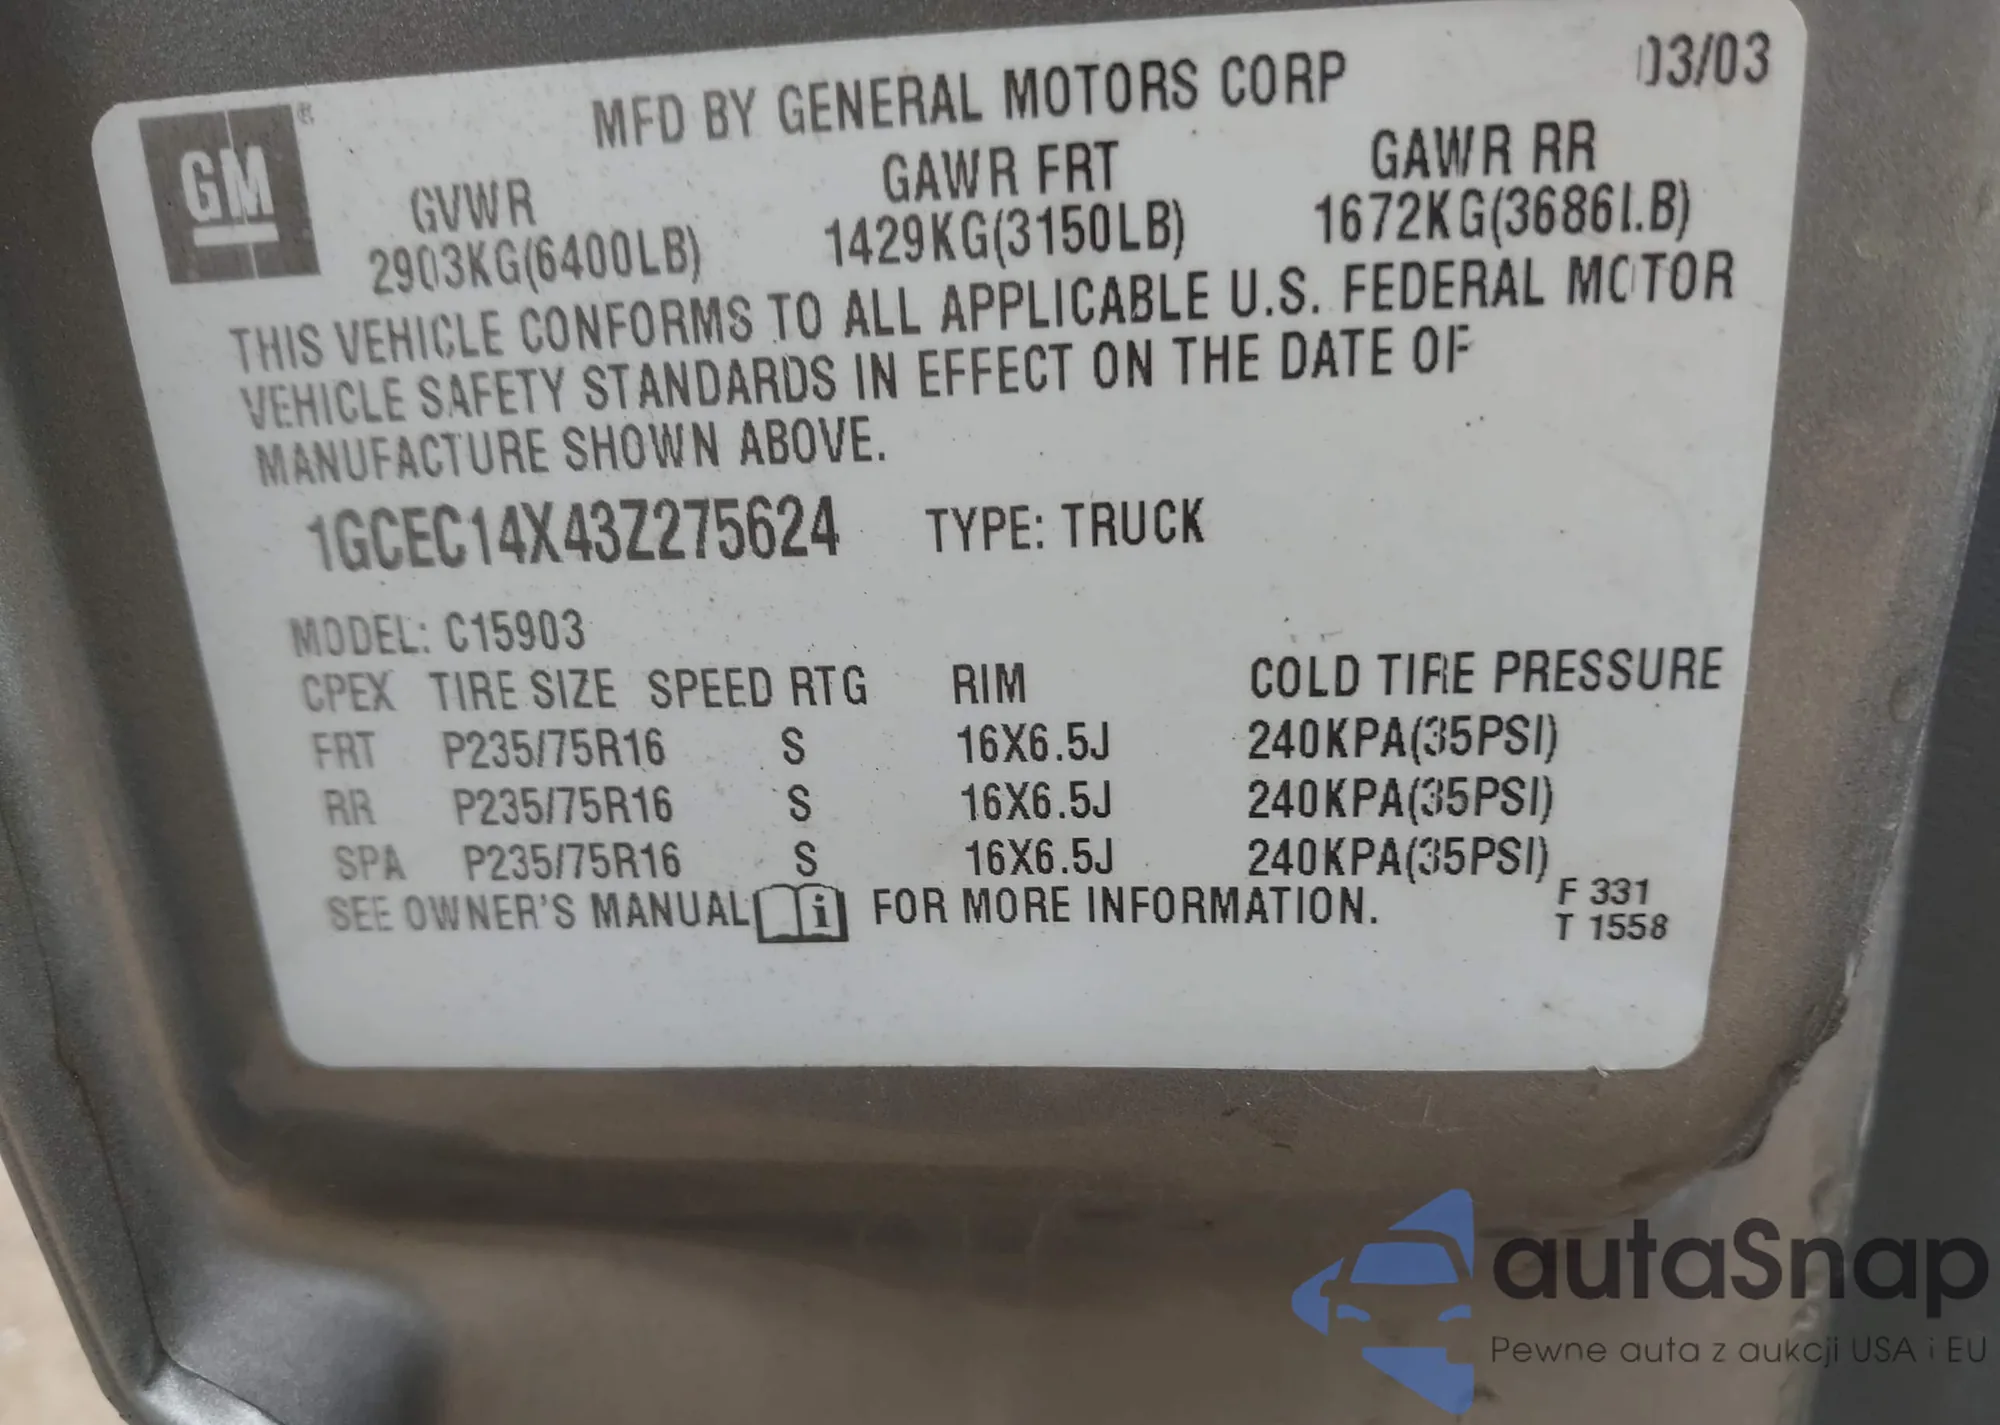 MFD BY GENERAL MOTORS CORP 03/03
GM®
GVWR GAWR FRT GAWR RR
2903KG(6400LB) 1429KG(3150LB) 1672KG(3686LB)
THIS VEHICLE CONFORMS TO ALL APPLICABLE U.S. FEDERAL MOTOR
VEHICLE SAFETY STANDARDS IN EFFECT ON THE DATE OF
MANUFACTURE SHOWN ABOVE.
1GCEC14X43Z275624 TYPE: TRUCK
MODEL: C15903
CPEX TIRE SIZE SPEED RTG RIM COLD TIRE PRESSURE
FRT P235/75R16 S 16X6.5J 240KPA(35PSI)
RR P235/75R16 S 16X6.5J 240KPA(35PSI)
SPA P235/75R16 S 16X6.5J 240KPA(35PSI)
SEE OWNER'S MANUAL i FOR MORE INFORMATION.
F 331
T 1558
autaSnap
Pewne auta z aukcji USA i EU